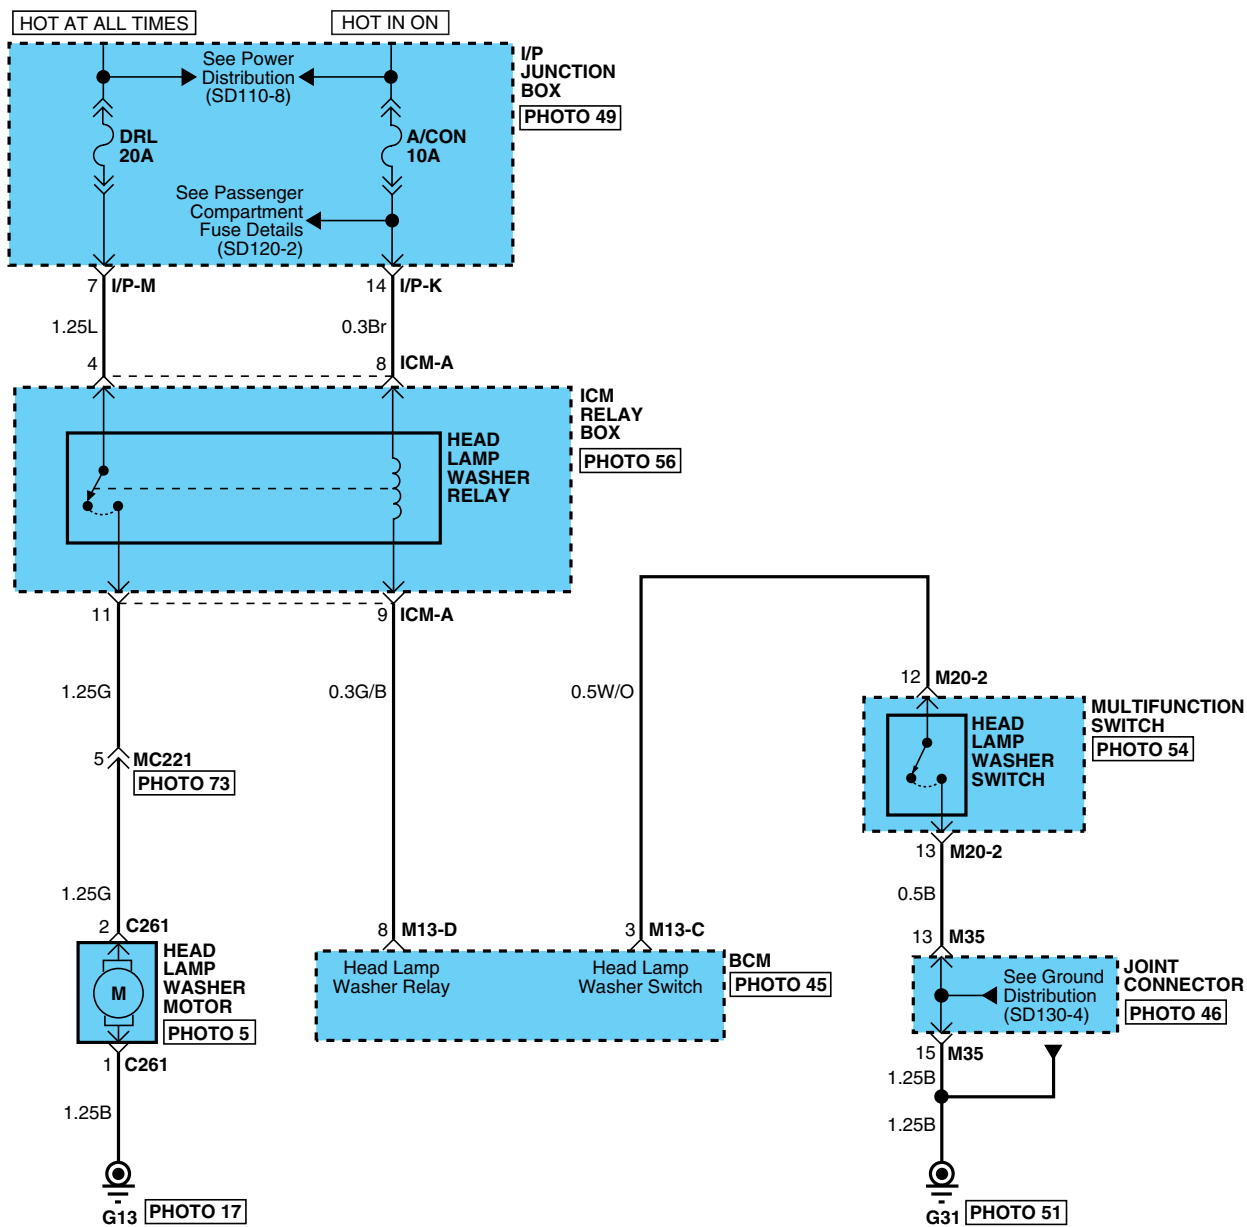 HOT AT ALL TIMES
HOT IN ON
I/P
JUNCTION
BOX
PHOTO 49
See Power
Distribution
(SD110-8)
DRL
20A
A/CON
10A
See Passenger
Compartment
Fuse Details
(SD120-2)
7 I/P-M
14 I/P-K
1.25L
0.3Br
4
8 ICM-A
ICM
RELAY
BOX
PHOTO 56
HEAD
LAMP
WASHER
RELAY
11
9 ICM-A
1.25G
0.3G/B
0.5W/O
12 M20-2
MULTIFUNCTION
SWITCH
PHOTO 54
HEAD
LAMP
WASHER
SWITCH
5 MC221
PHOTO 73
13 M20-2
1.25G
0.5B
2 C261
8 M13-D
3 M13-C
13 M35
HEAD
LAMP
WASHER
MOTOR
PHOTO 5
M
Head Lamp
Washer Relay
Head Lamp
Washer Switch
BCM
PHOTO 45
See Ground
Distribution
(SD130-4)
JOINT
CONNECTOR
PHOTO 46
1 C261
15 M35
1.25B
1.25B
1.25B
G13 PHOTO 17
G31 PHOTO 51